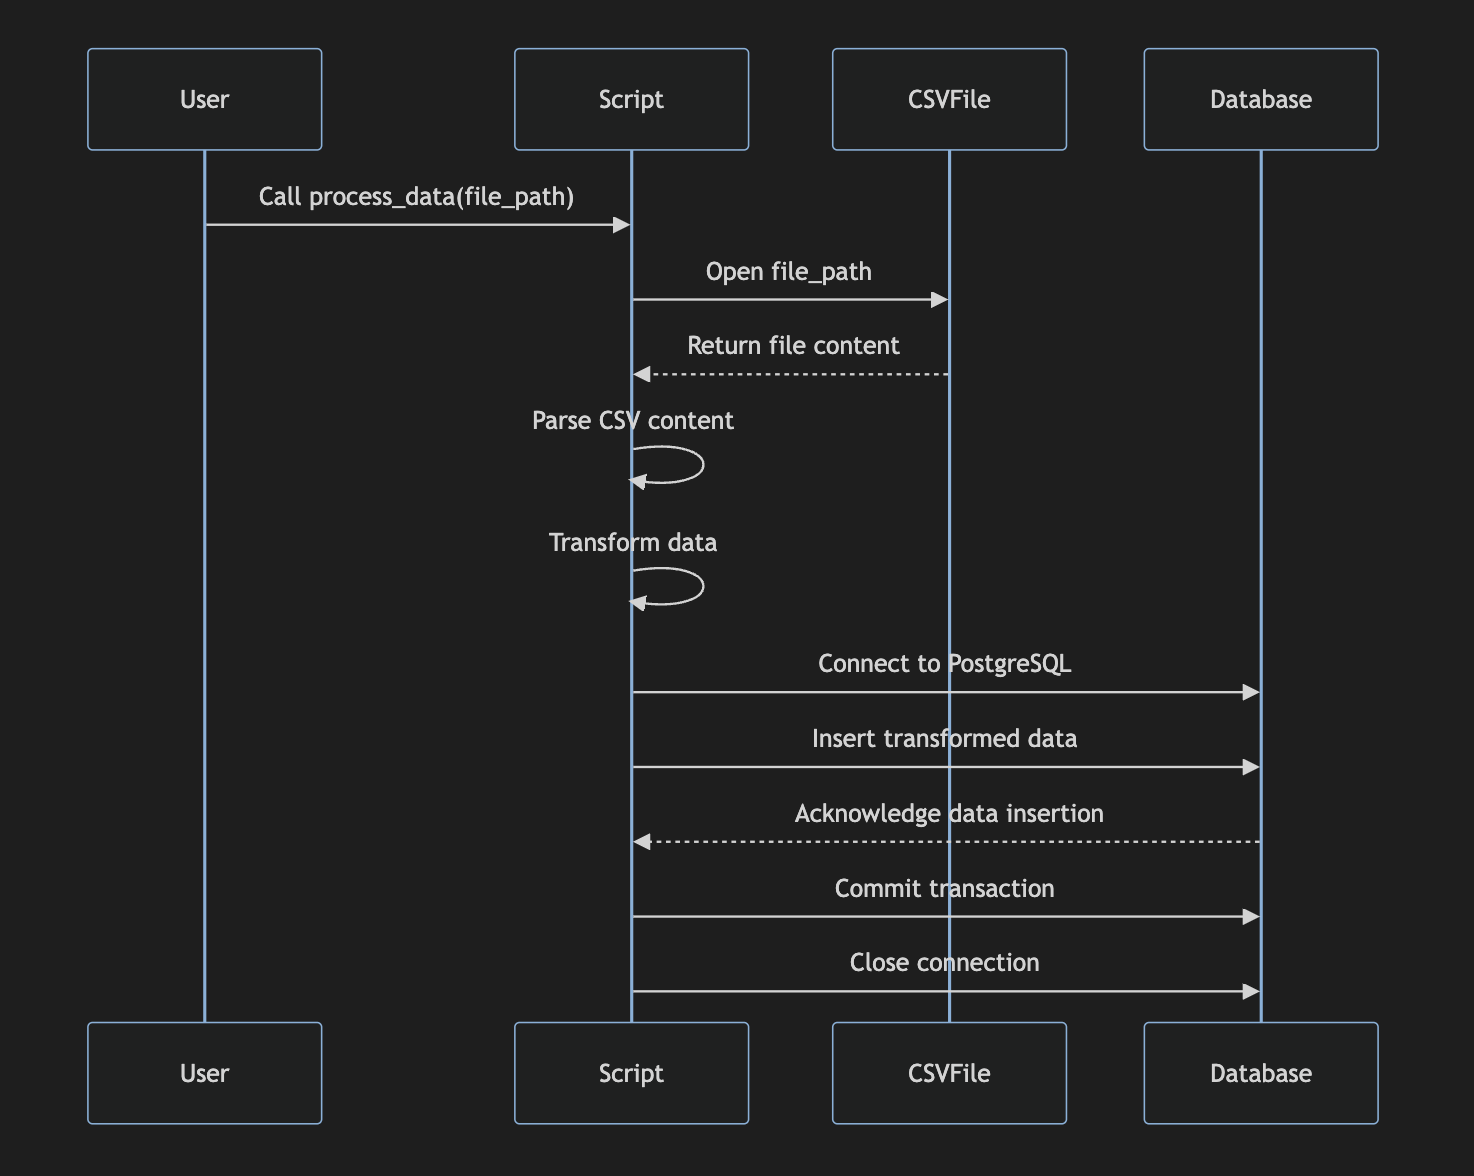 User
Script
CSVFile
Database
Call process_data(file_path)
Open file_path
Return file content
Parse CSV content
Transform data
Connect to PostgreSQL
Insert transformed data
Acknowledge data insertion
Commit transaction
Close connection
User
Script
CSVFile
Database